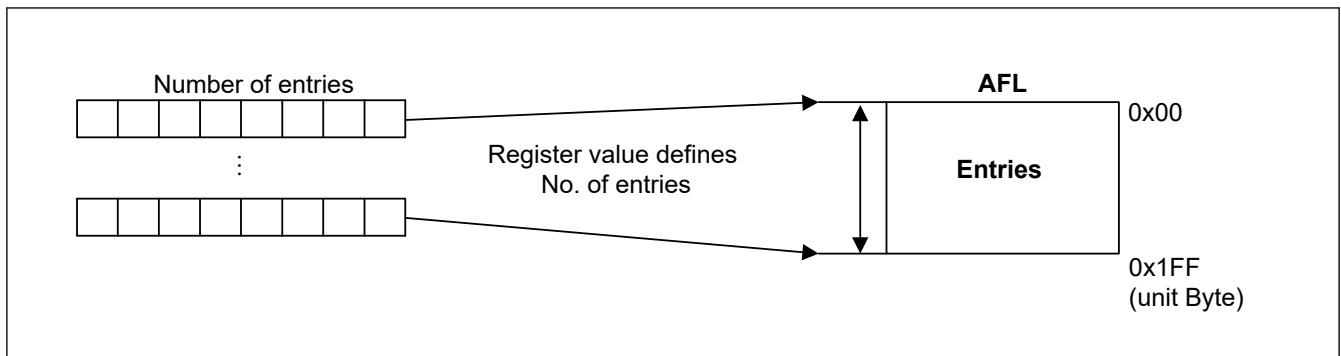 Number of entries
AFL
0x00
⋮
Register value defines
No. of entries
Entries
0x1FF
(unit Byte)